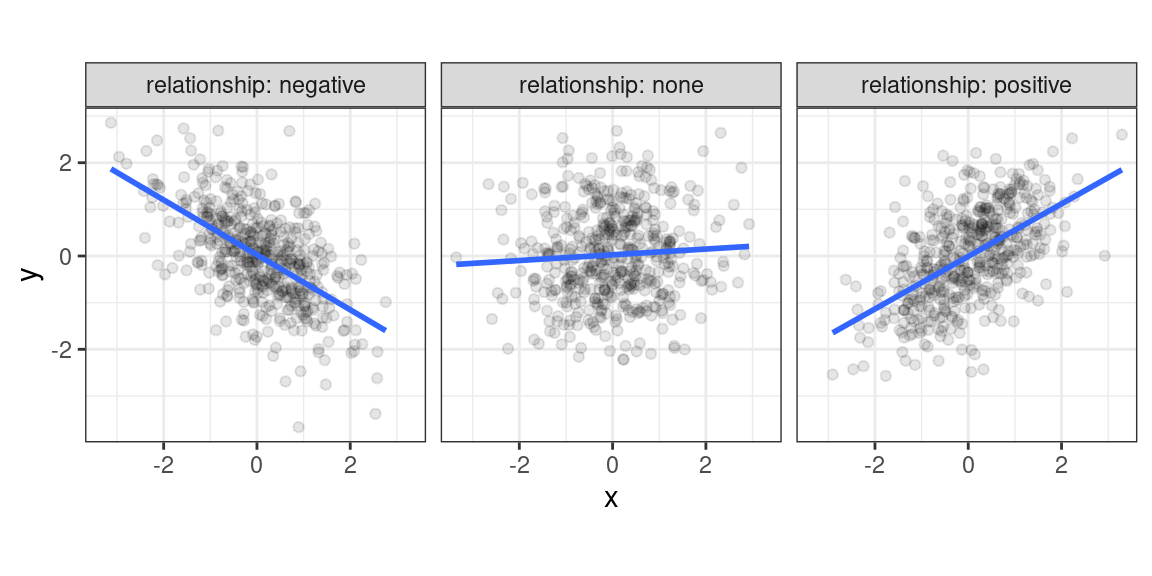 relationship: negative
relationship: none
relationship: positive
y
2
0
-2
-2 0 2
-2 0 2
-2 0 2
x